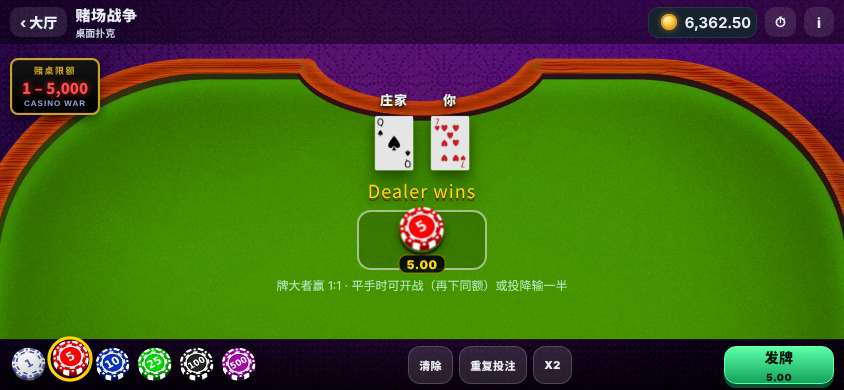 ‹ 大厅
赌场战争
桌面扑克
6,362.50
i
赌桌限额
1 – 5,000
CASINO WAR
庄家
你
Q
Q
7
7
Dealer wins
5
5.00
牌大者赢 1:1 · 平手时可开战（再下同额）或投降输一半
1
5
10
25
100
500
清除
重复投注
X2
发牌
5.00